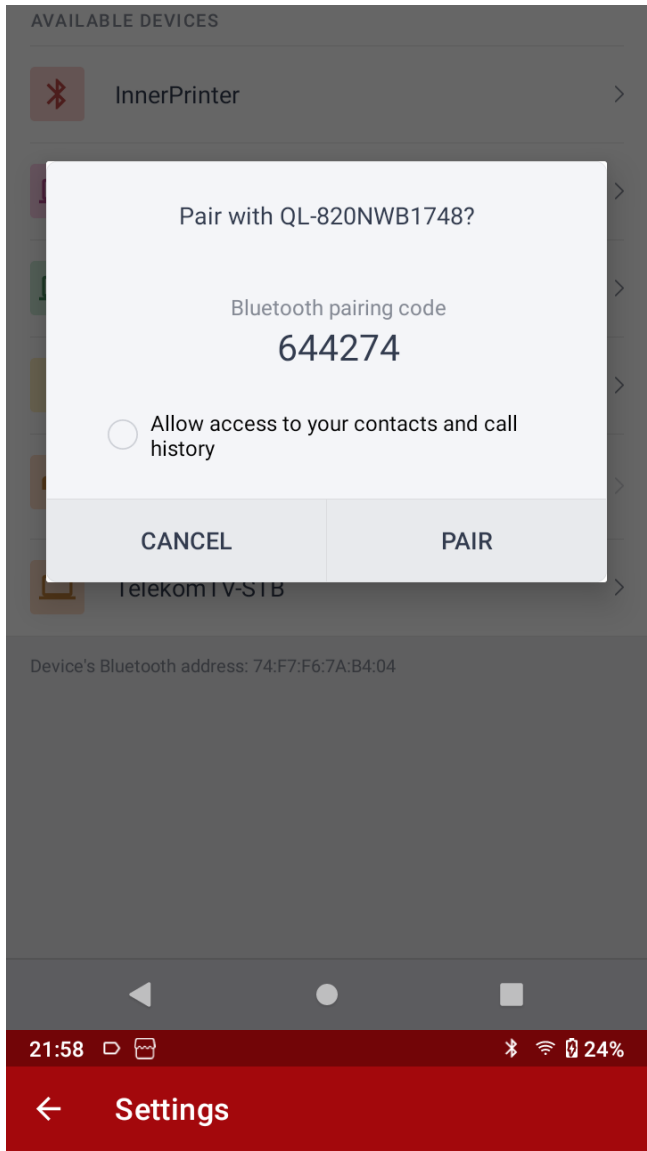 AVAILABLE DEVICES
InnerPrinter
Pair with QL-820NWB1748?
Bluetooth pairing code
644274
Allow access to your contacts and call
history
CANCEL
PAIR
TelekomTV-STB
Device's Bluetooth address: 74:F7:F6:7A:B4:04
21:58
24%
Settings